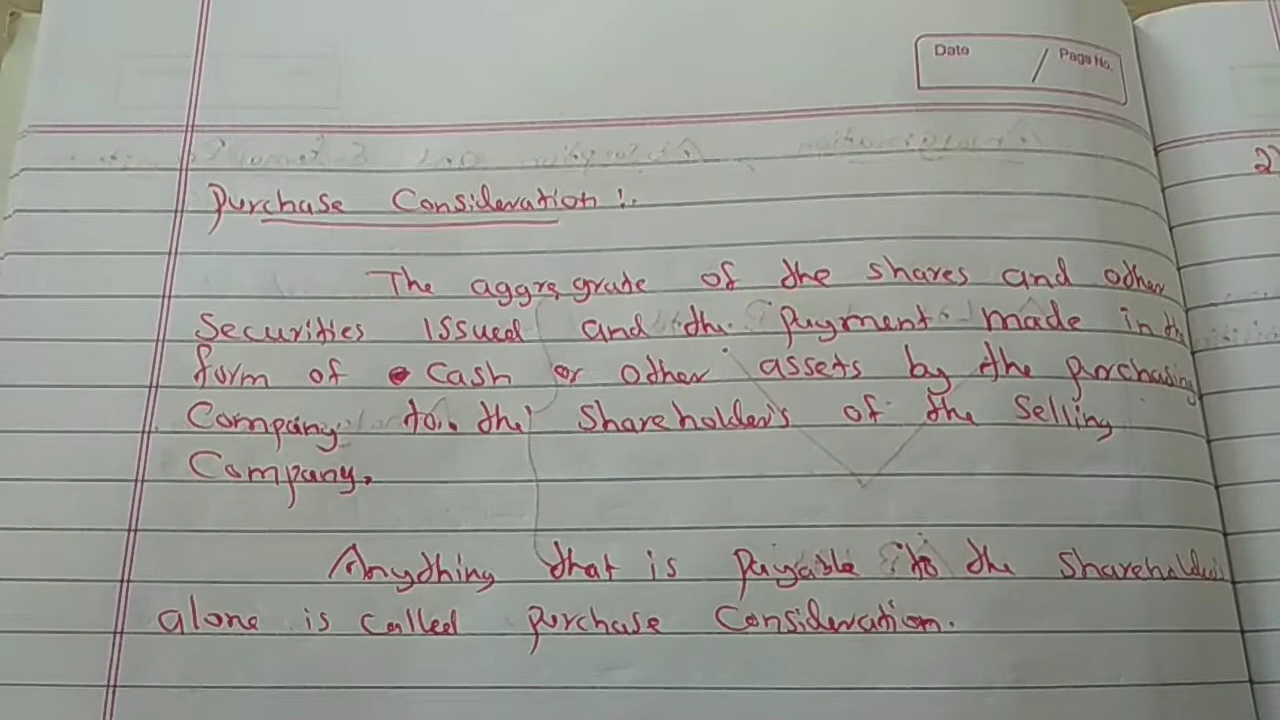 Date / Page No.
Purchase Consideration :.
The aggregrate of the shares and other
Securities issued and the Payment made in the
form of Cash or other assets by the purchasing
Company to the Shareholders of the Selling
Company.
Anything that is Payable to the Shareholders
alone is called purchase Consideration.
2)